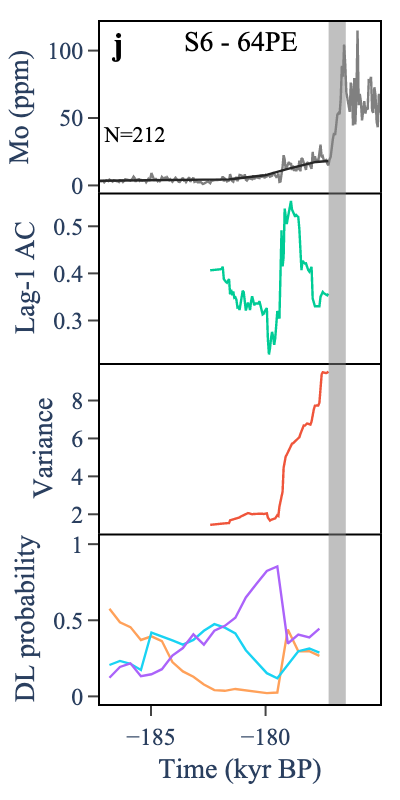 j
S6 - 64PE
Mo (ppm)
100
50
0
N=212
Lag-1 AC
0.5
0.4
0.3
Variance
8
6
4
2
DL probability
1
0.5
0
−185
−180
Time (kyr BP)